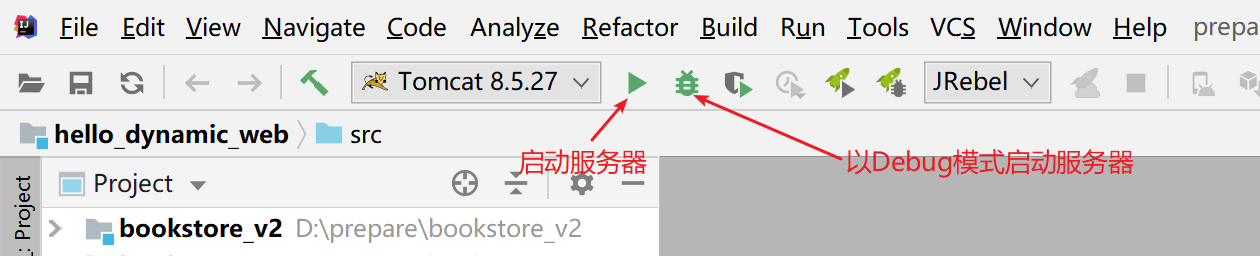 File Edit View Navigate Code Analyze Refactor Build Run Tools VCS Window Help prepa
Tomcat 8.5.27 JRebel
hello_dynamic_web src
启动服务器 以Debug模式启动服务器
Project
bookstore_v2 D:\prepare\bookstore_v2
: Project